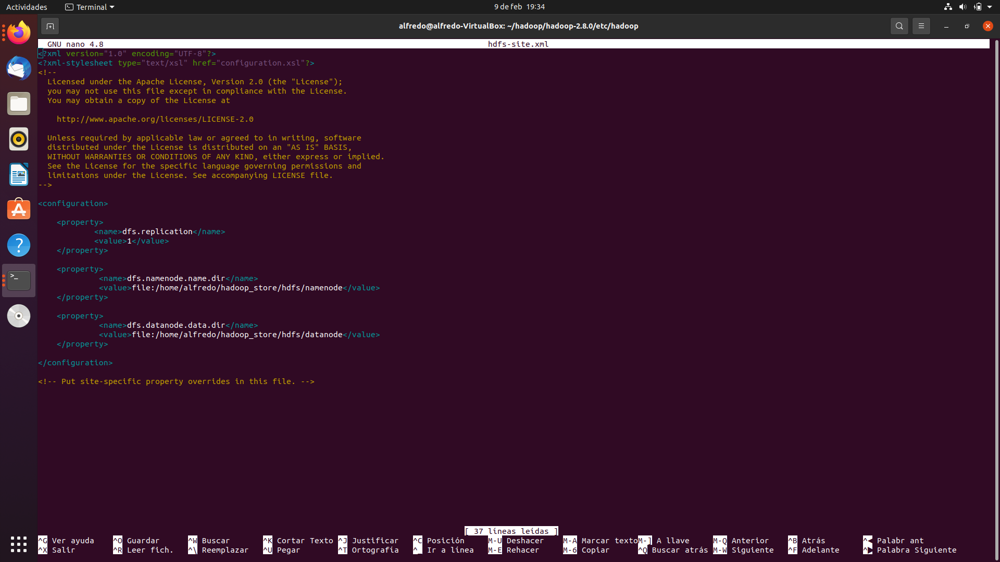 Actividades Terminal 9 de feb 19:34
alfredo@alfredo-VirtualBox: ~/hadoop/hadoop-2.8.0/etc/hadoop
GNU nano 4.8 hdfs-site.xml
<?xml version="1.0" encoding="UTF-8"?>
<?xml-stylesheet type="text/xsl" href="configuration.xsl"?>
<!--
Licensed under the Apache License, Version 2.0 (the "License");
you may not use this file except in compliance with the License.
You may obtain a copy of the License at
http://www.apache.org/licenses/LICENSE-2.0
Unless required by applicable law or agreed to in writing, software
distributed under the License is distributed on an "AS IS" BASIS,
WITHOUT WARRANTIES OR CONDITIONS OF ANY KIND, either express or implied.
See the License for the specific language governing permissions and
limitations under the License. See accompanying LICENSE file.
-->
<configuration>
<property>
<name>dfs.replication</name>
<value>1</value>
</property>
<property>
<name>dfs.namenode.name.dir</name>
<value>file:/home/alfredo/hadoop_store/hdfs/namenode</value>
</property>
<property>
<name>dfs.datanode.data.dir</name>
<value>file:/home/alfredo/hadoop_store/hdfs/datanode</value>
</property>
</configuration>
<!-- Put site-specific property overrides in this file. -->
[ 37 líneas leídas ]
^G Ver ayuda ^O Guardar ^W Buscar ^K Cortar Texto ^J Justificar ^C Posición M-U Deshacer M-A Marcar texto M-] A llave M-Q Anterior ^B Atrás ^◀ Palabr ant
^X Salir ^R Leer fich. ^\ Reemplazar ^U Pegar ^T Ortografía ^_ Ir a línea M-E Rehacer M-6 Copiar ^Q Buscar atrás M-W Siguiente ^F Adelante ^▶ Palabra Siguiente